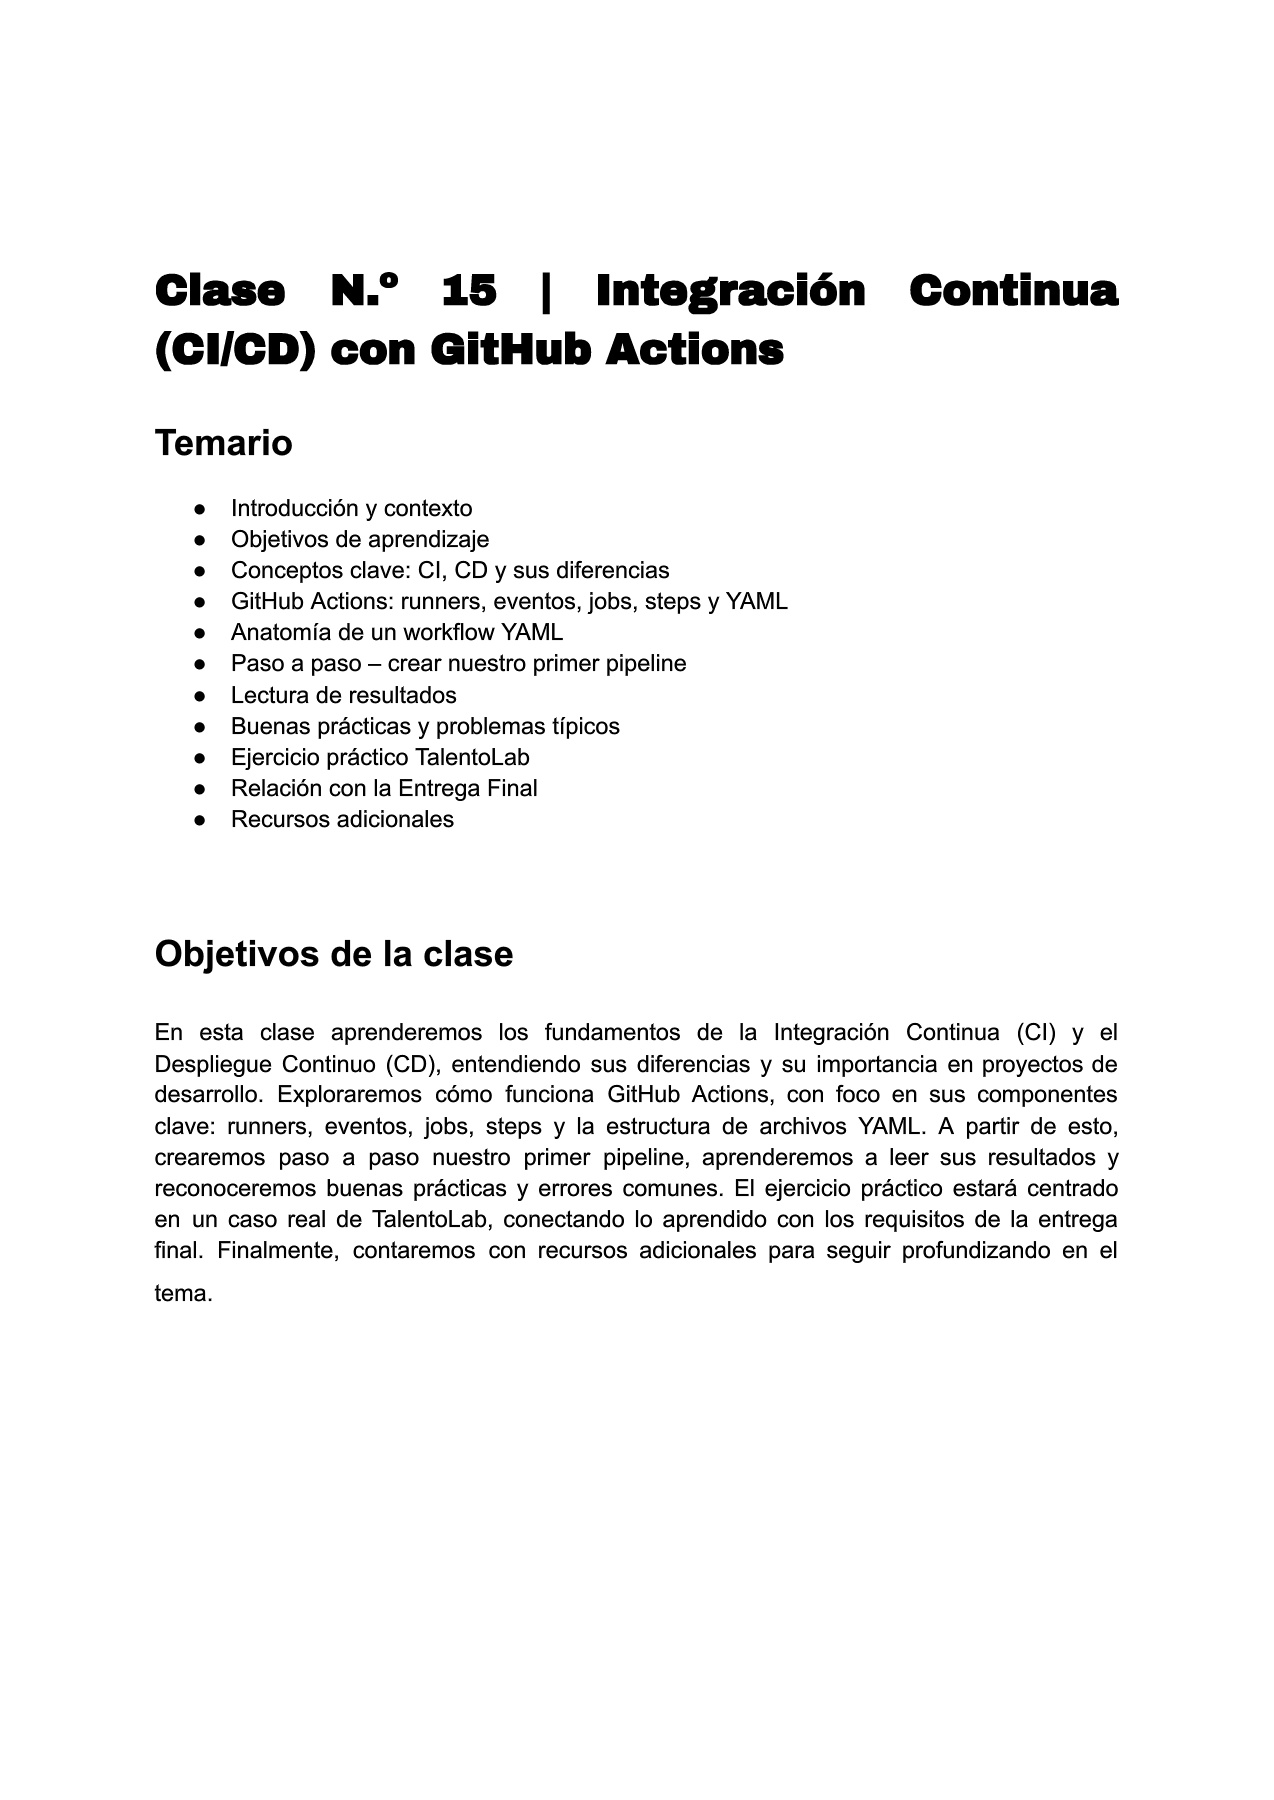 Clase N.º 15 | Integración Continua
(CI/CD) con GitHub Actions
Temario
● Introducción y contexto
● Objetivos de aprendizaje
● Conceptos clave: CI, CD y sus diferencias
● GitHub Actions: runners, eventos, jobs, steps y YAML
● Anatomía de un workflow YAML
● Paso a paso – crear nuestro primer pipeline
● Lectura de resultados
● Buenas prácticas y problemas típicos
● Ejercicio práctico TalentoLab
● Relación con la Entrega Final
● Recursos adicionales
Objetivos de la clase
En esta clase aprenderemos los fundamentos de la Integración Continua (CI) y el
Despliegue Continuo (CD), entendiendo sus diferencias y su importancia en proyectos de
desarrollo. Exploraremos cómo funciona GitHub Actions, con foco en sus componentes
clave: runners, eventos, jobs, steps y la estructura de archivos YAML. A partir de esto,
crearemos paso a paso nuestro primer pipeline, aprenderemos a leer sus resultados y
reconoceremos buenas prácticas y errores comunes. El ejercicio práctico estará centrado
en un caso real de TalentoLab, conectando lo aprendido con los requisitos de la entrega
final. Finalmente, contaremos con recursos adicionales para seguir profundizando en el
tema.